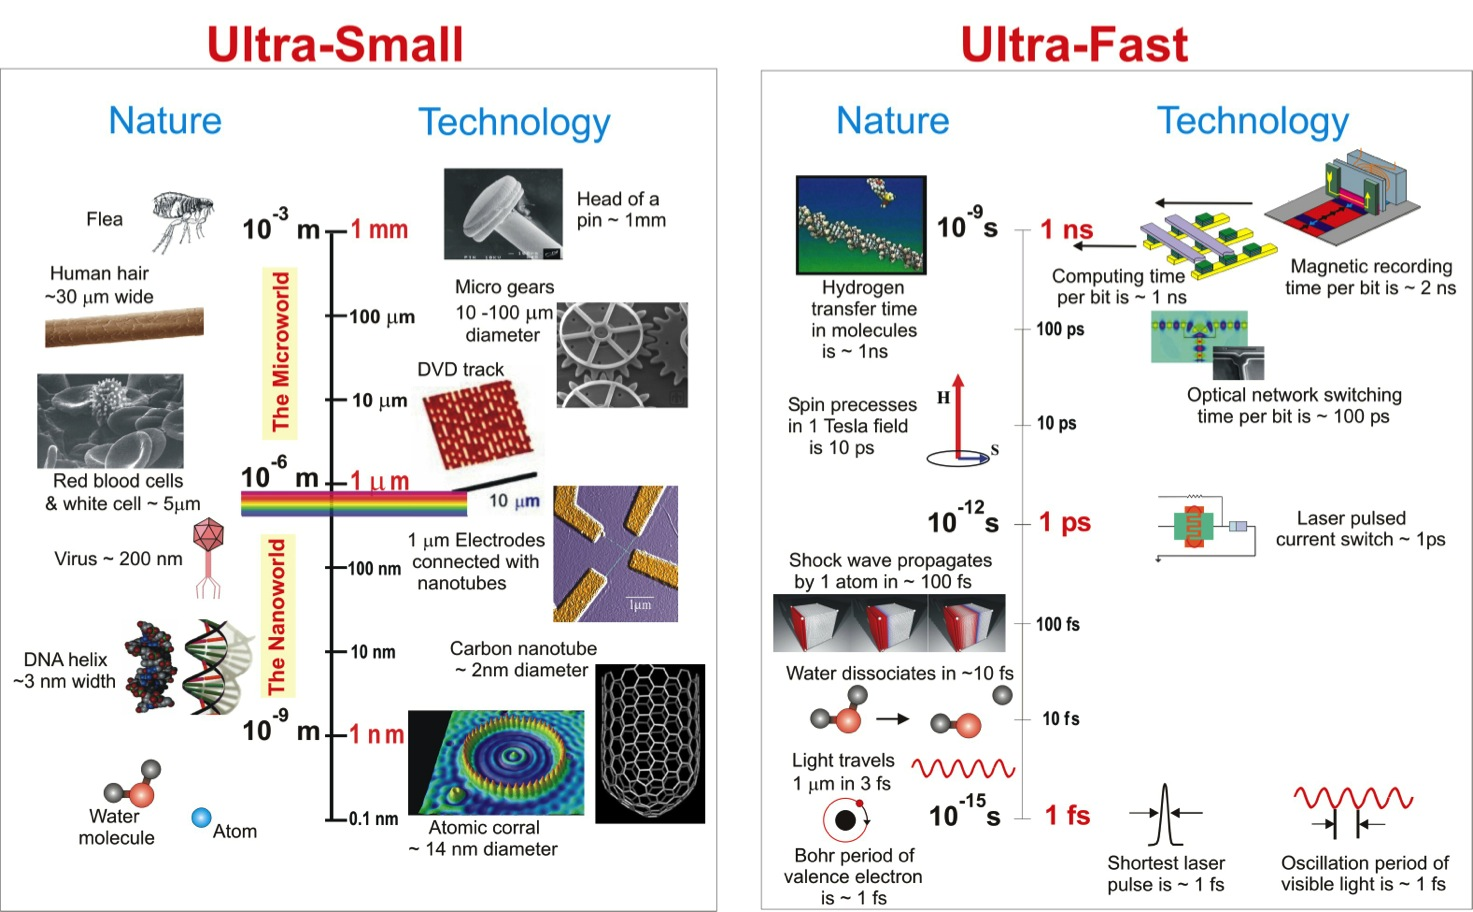 Ultra-Small
Nature
Technology
Flea
10-3 m
1 mm
Head of a
pin ~ 1mm
Human hair
~30 μm wide
The Microworld
100 μm
Micro gears
10 -100 μm
diameter
DVD track
10 μm
Red blood cells
& white cell ~ 5μm
10-6 m
1 μ m
10 μm
Virus ~ 200 nm
The Nanoworld
100 nm
1 μm Electrodes
connected with
nanotubes
1μm
DNA helix
~3 nm width
10 nm
Carbon nanotube
~ 2nm diameter
10-9 m
1 n m
Water
molecule
Atom
0.1 nm
Atomic corral
~ 14 nm diameter
Ultra-Fast
Nature
Technology
10-9s
1 ns
Hydrogen
transfer time
in molecules
is ~ 1ns
Computing time
per bit is ~ 1 ns
Magnetic recording
time per bit is ~ 2 ns
100 ps
Optical network switching
time per bit is ~ 100 ps
H
S
Spin precesses
in 1 Tesla field
is 10 ps
10 ps
10-12s
1 ps
Laser pulsed
current switch ~ 1ps
Shock wave propagates
by 1 atom in ~ 100 fs
100 fs
Water dissociates in ~10 fs
10 fs
Light travels
1 μm in 3 fs
10-15s
1 fs
Bohr period of
valence electron
is ~ 1 fs
Shortest laser
pulse is ~ 1 fs
Oscillation period of
visible light is ~ 1 fs